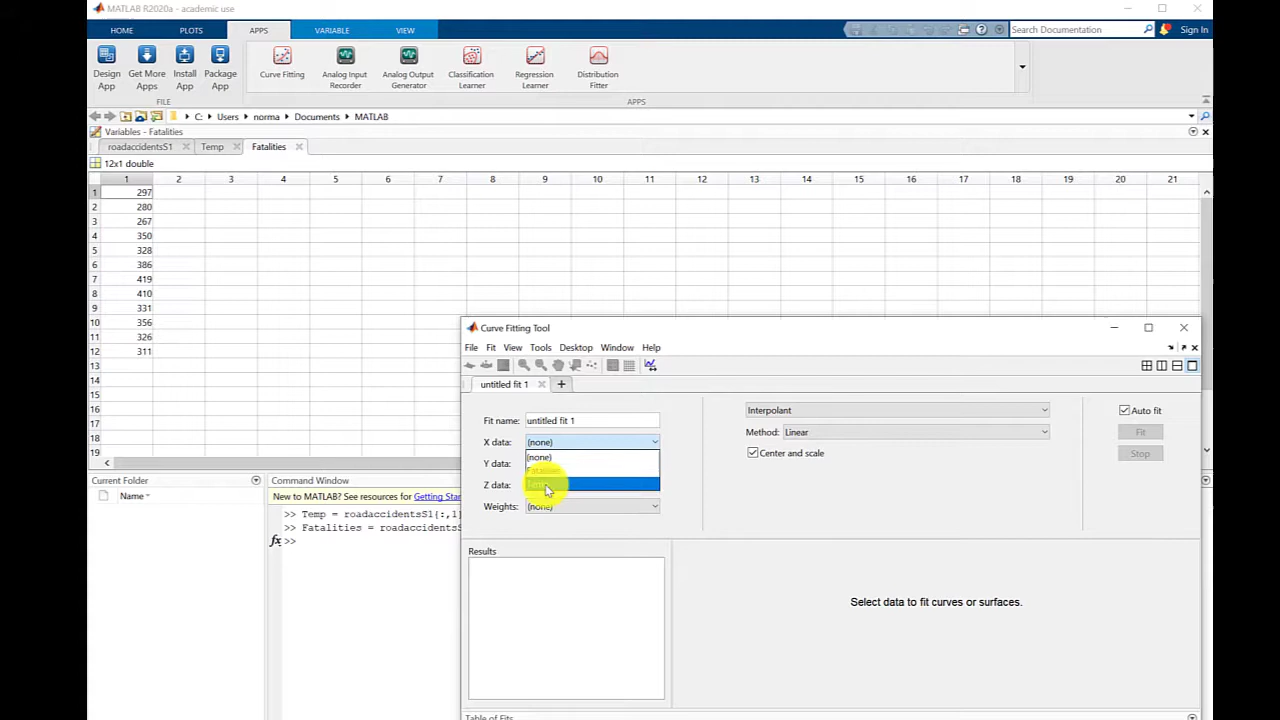 MATLAB R2020a - academic use
HOME PLOTS APPS VARIABLE VIEW Search Documentation Sign In
Design App Get More Apps Install App Package App Curve Fitting Analog Input Recorder Analog Output Generator Classification Learner Regression Learner Distribution Fitter
FILE APPS
C: Users norma Documents MATLAB
Variables - Fatalities
roadaccidentsS1 Temp Fatalities
12x1 double
1 2 3 4 5 6 7 8 9 10 11 12 13 14 15 16 17 18 19 20 21
1 297
2 280
3 267
4 350
5 328
6 386
7 419
8 410
9 331
10 356
11 326
12 311
13
14
15
16
17
18
19
Curve Fitting Tool
File Fit View Tools Desktop Window Help
untitled fit 1
Fit name: untitled fit 1 Interpolant Auto fit
X data: (none) Method: Linear Fit
(none) Center and scale Stop
Y data:
Z data:
Weights: (none)
Current Folder Command Window
Name New to MATLAB? See resources for Getting Star
>> Temp = roadaccidentsS1{:,1
>> Fatalities = roadaccidentsS
fx >>
Results
Select data to fit curves or surfaces.
Table of Fits